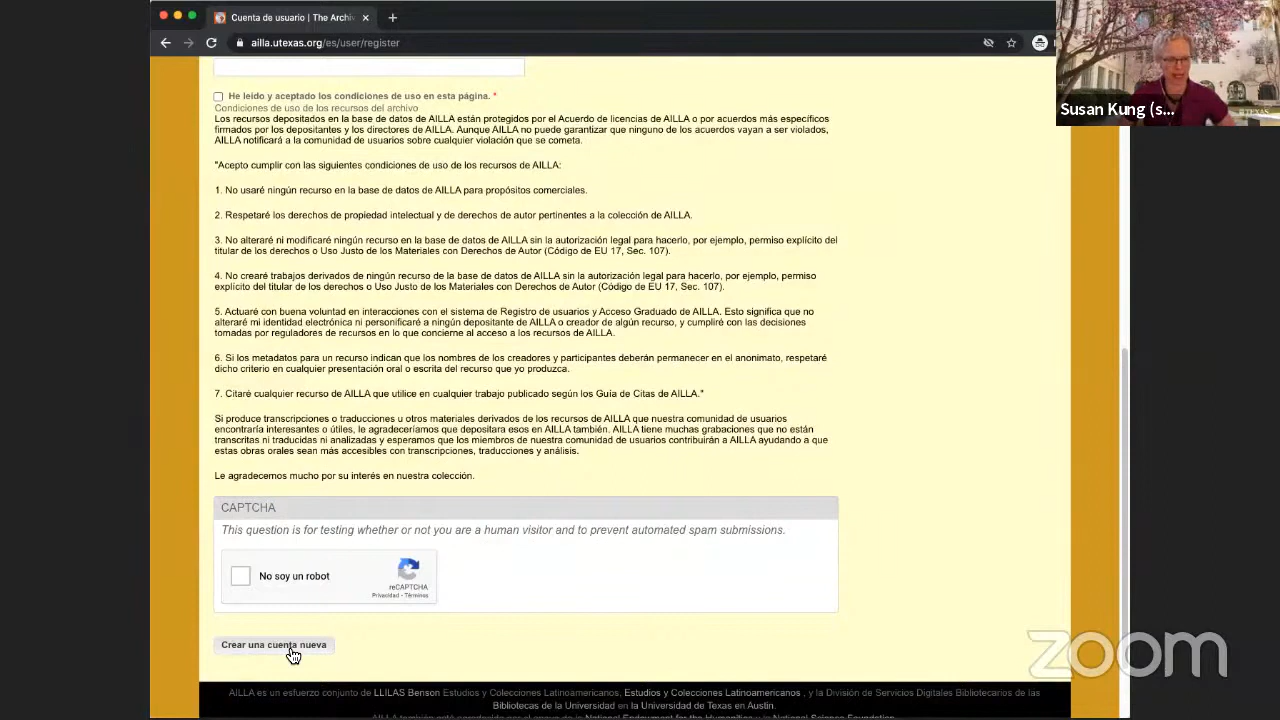 Cuenta de usuario | The Archiv
ailla.utexas.org/es/user/register
Susan Kung (s...
He leído y aceptado los condiciones de uso en esta página. *
Condiciones de uso de los recursos del archivo
Los recursos depositados en la base de datos de AILLA están protegidos por el Acuerdo de licencias de AILLA o por acuerdos más específicos
firmados por los depositantes y los directores de AILLA. Aunque AILLA no puede garantizar que ninguno de los acuerdos vayan a ser violados,
AILLA notificará a la comunidad de usuarios sobre cualquier violación que se cometa.
"Acepto cumplir con las siguientes condiciones de uso de los recursos de AILLA:
1. No usaré ningún recurso en la base de datos de AILLA para propósitos comerciales.
2. Respetaré los derechos de propiedad intelectual y de derechos de autor pertinentes a la colección de AILLA.
3. No alteraré ni modificaré ningún recurso en la base de datos de AILLA sin la autorización legal para hacerlo, por ejemplo, permiso explícito del
titular de los derechos o Uso Justo de los Materiales con Derechos de Autor (Código de EU 17, Sec. 107).
4. No crearé trabajos derivados de ningún recurso de la base de datos de AILLA sin la autorización legal para hacerlo, por ejemplo, permiso
explícito del titular de los derechos o Uso Justo de los Materiales con Derechos de Autor (Código de EU 17, Sec. 107).
5. Actuaré con buena voluntad en interacciones con el sistema de Registro de usuarios y Acceso Graduado de AILLA. Esto significa que no
alteraré mi identidad electrónica ni personificaré a ningún depositante de AILLA o creador de algún recurso, y cumpliré con las decisiones
tomadas por reguladores de recursos en lo que concierne al acceso a los recursos de AILLA.
6. Si los metadatos para un recurso indican que los nombres de los creadores y participantes deberán permanecer en el anonimato, respetaré
dicho criterio en cualquier presentación oral o escrita del recurso que yo produzca.
7. Citaré cualquier recurso de AILLA que utilice en cualquier trabajo publicado según los Guía de Citas de AILLA."
Si produce transcripciones o traducciones u otros materiales derivados de los recursos de AILLA que nuestra comunidad de usuarios
encontraría interesantes o útiles, le agradeceríamos que depositara esos en AILLA también. AILLA tiene muchas grabaciones que no están
transcritas ni traducidas ni analizadas y esperamos que los miembros de nuestra comunidad de usuarios contribuirán a AILLA ayudando a que
estas obras orales sean más accesibles con transcripciones, traducciones y análisis.
Le agradecemos mucho por su interés en nuestra colección.
CAPTCHA
This question is for testing whether or not you are a human visitor and to prevent automated spam submissions.
No soy un robot
reCAPTCHA
Privacidad - Términos
Crear una cuenta nueva
zoom
AILLA es un esfuerzo conjunto de LLILAS Benson Estudios y Colecciones Latinoamericanos, Estudios y Colecciones Latinoamericanos , y la División de Servicios Digitales Bibliotecarios de las
Bibliotecas de la Universidad en la Universidad de Texas en Austin.